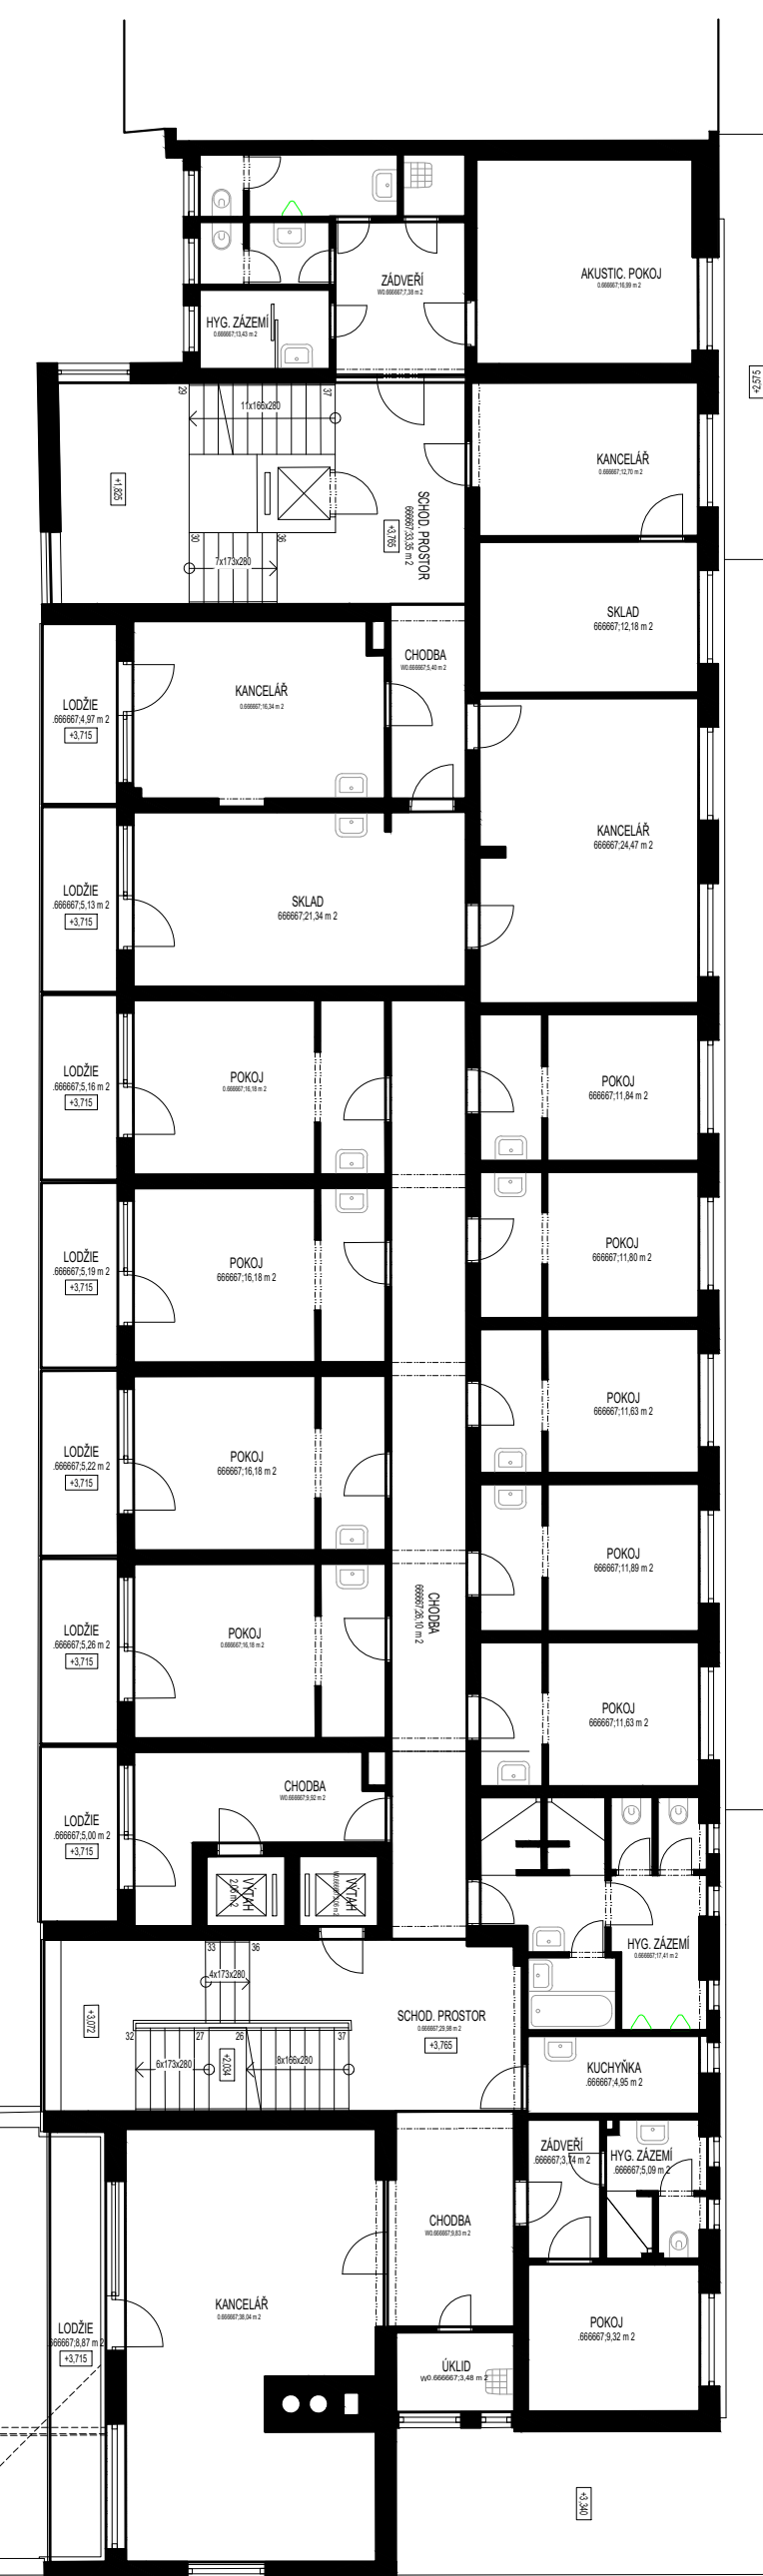 AKUSTIC. POKOJ
0.666667;16,99 m 2
ZÁDVEŘÍ
W0.666667;7,38 m 2
HYG. ZÁZEMÍ
0.666667;13,43 m 2
+2,575
29
37
11x166x280
KANCELÁŘ
0.666667;12,70 m 2
+1,825
SCHOD. PROSTOR
666667;33,35 m 2
+3,765
30
36
7x173x280
SKLAD
666667;12,18 m 2
CHODBA
W0.666667;5,40 m 2
KANCELÁŘ
0.666667;16,34 m 2
LODŽIE
.666667;4,97 m 2
+3,715
KANCELÁŘ
666667;24,47 m 2
LODŽIE
.666667;5,13 m 2
+3,715
SKLAD
666667;21,34 m 2
LODŽIE
.666667;5,16 m 2
+3,715
POKOJ
0.666667;16,18 m 2
POKOJ
666667;11,84 m 2
LODŽIE
.666667;5,19 m 2
+3,715
POKOJ
666667;16,18 m 2
POKOJ
666667;11,80 m 2
LODŽIE
.666667;5,22 m 2
+3,715
POKOJ
666667;16,18 m 2
POKOJ
666667;11,63 m 2
POKOJ
666667;11,89 m 2
LODŽIE
.666667;5,26 m 2
+3,715
POKOJ
0.666667;16,18 m 2
CHODBA
666667;26,10 m 2
POKOJ
666667;11,63 m 2
LODŽIE
.666667;5,00 m 2
+3,715
CHODBA
W0.666667;9,92 m 2
VÝTAH
VÝTAH
HYG. ZÁZEMÍ
0.666667;17,41 m 2
33
36
4x173x280
+3,072
SCHOD. PROSTOR
0.666667;29,98 m 2
+3,765
32
27
26
37
6x173x280
+2,034
8x166x280
KUCHYŇKA
.666667;4,95 m 2
ZÁDVEŘÍ
.666667;3,74 m 2
HYG. ZÁZEMÍ
.666667;5,09 m 2
CHODBA
W0.666667;9,83 m 2
KANCELÁŘ
0.666667;38,04 m 2
LODŽIE
666667;8,87 m 2
+3,715
POKOJ
.666667;9,32 m 2
ÚKLID
W0.666667;3,48 m 2
+3,340